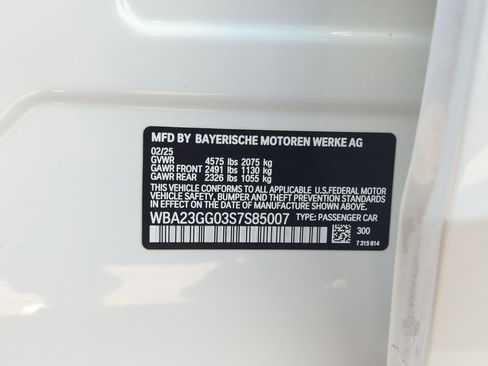 MFD BY BAYERISCHE MOTOREN WERKE AG
02/25
GVWR 4575 lbs 2075 kg
GAWR FRONT 2491 lbs 1130 kg
GAWR REAR 2326 lbs 1055 kg
THIS VEHICLE CONFORMS TO ALL APPLICABLE U.S.FEDERAL MOTOR
VEHICLE SAFETY, BUMPER AND THEFT PREVENTION STANDARDS IN
EFFECT ON THE DATE OF MANUFACTURE SHOWN ABOVE.
WBA23GG03S7S85007 TYPE: PASSENGER CAR
300
7 315 814